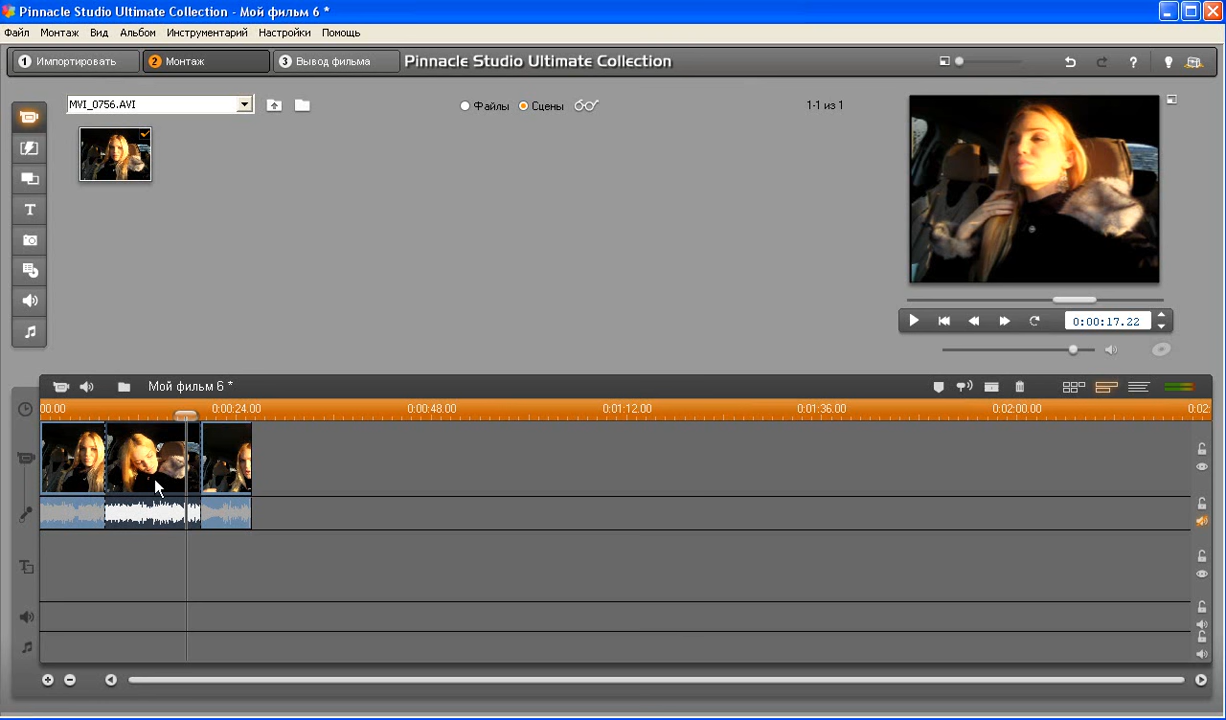 Pinnacle Studio Ultimate Collection - Мой фильм 6 *
Файл Монтаж Вид Альбом Инструментарий Настройки Помощь
1 Импортировать 2 Монтаж 3 Вывод фильма Pinnacle Studio Ultimate Collection ?
MVI_0756.AVI Файлы Сцены 1-1 из 1
T
0:00:17.22
Мой фильм 6 *
00.00 0:00:24.00 0:00:48.00 0:01:12.00 0:01:36.00 0:02:00.00 0:02: